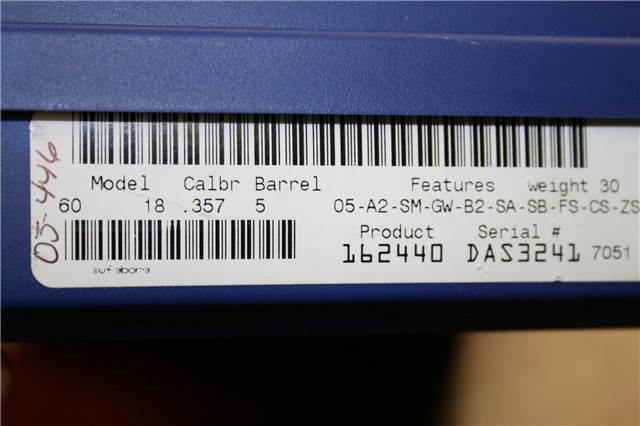 05-446
Model Calbr Barrel Features weight 30
60 18 .357 5 05-A2-SM-GW-B2-SA-SB-FS-CS-ZS
Product Serial #
162440 DAS3241 7051